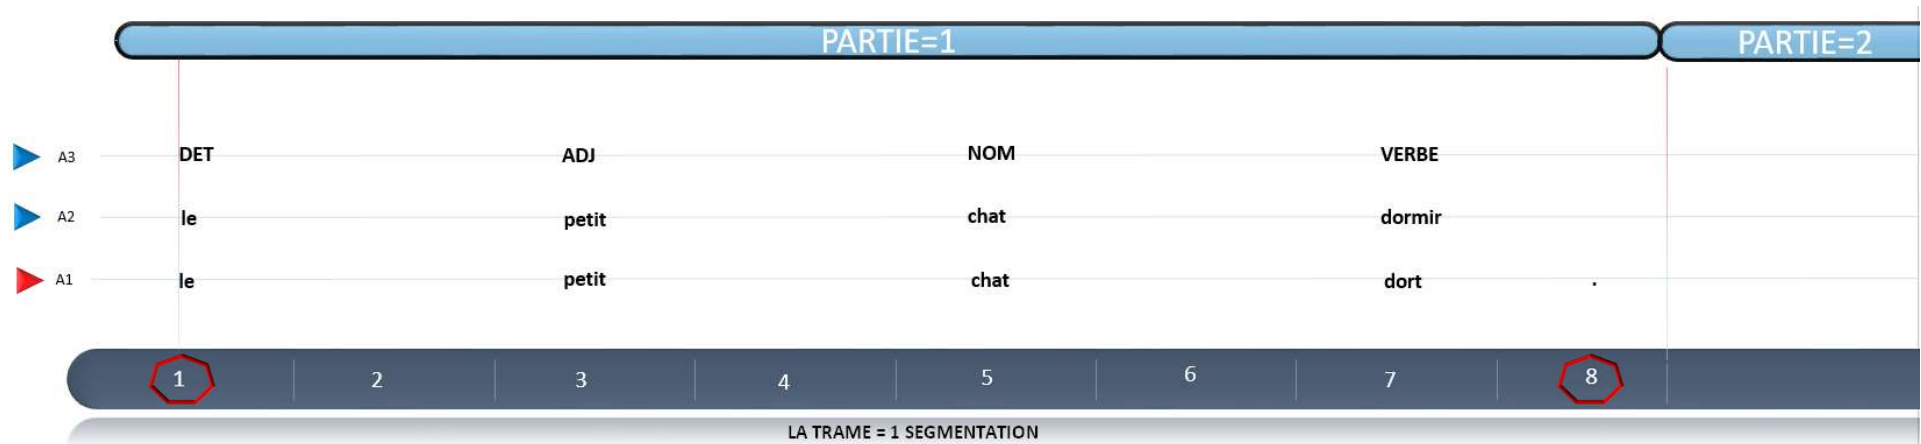 PARTIE=1 PARTIE=2
A3 DET ADJ NOM VERBE
A2 le petit chat dormir
A1 le petit chat dort .
1 2 3 4 5 6 7 8
LA TRAME = 1 SEGMENTATION